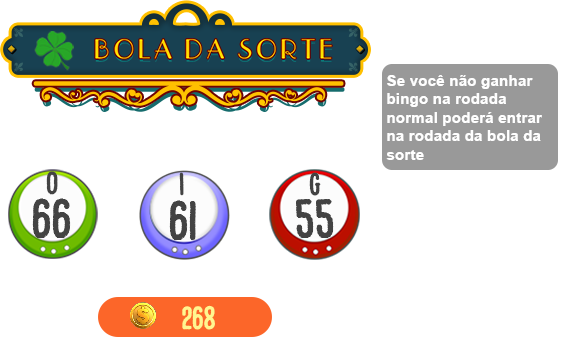 BOLA DA SORTE
Se você não ganhar
bingo na rodada
normal poderá entrar
na rodada da bola da
sorte
O I G
66 61 55
268